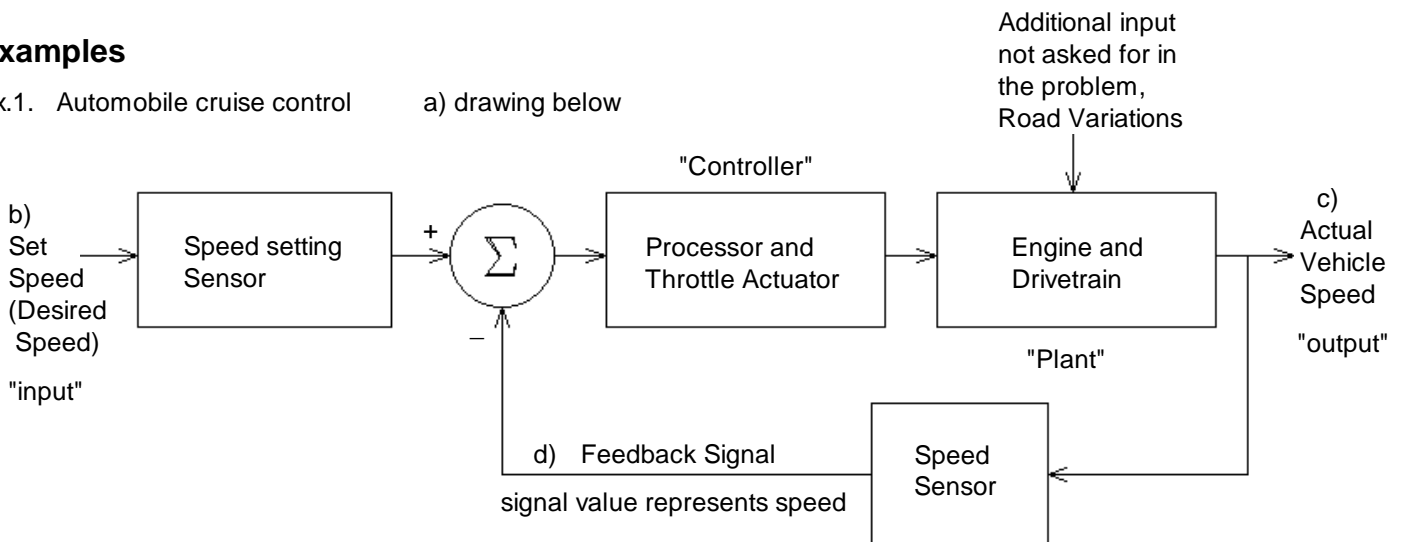 xamples
x.1. Automobile cruise control a) drawing below
Additional input
not asked for in
the problem,
Road Variations
"Controller"
b)
Set
Speed
(Desired
Speed)
"input"
Speed setting
Sensor
+
Σ
−
Processor and
Throttle Actuator
Engine and
Drivetrain
"Plant"
c)
Actual
Vehicle
Speed
"output"
d) Feedback Signal
signal value represents speed
Speed
Sensor